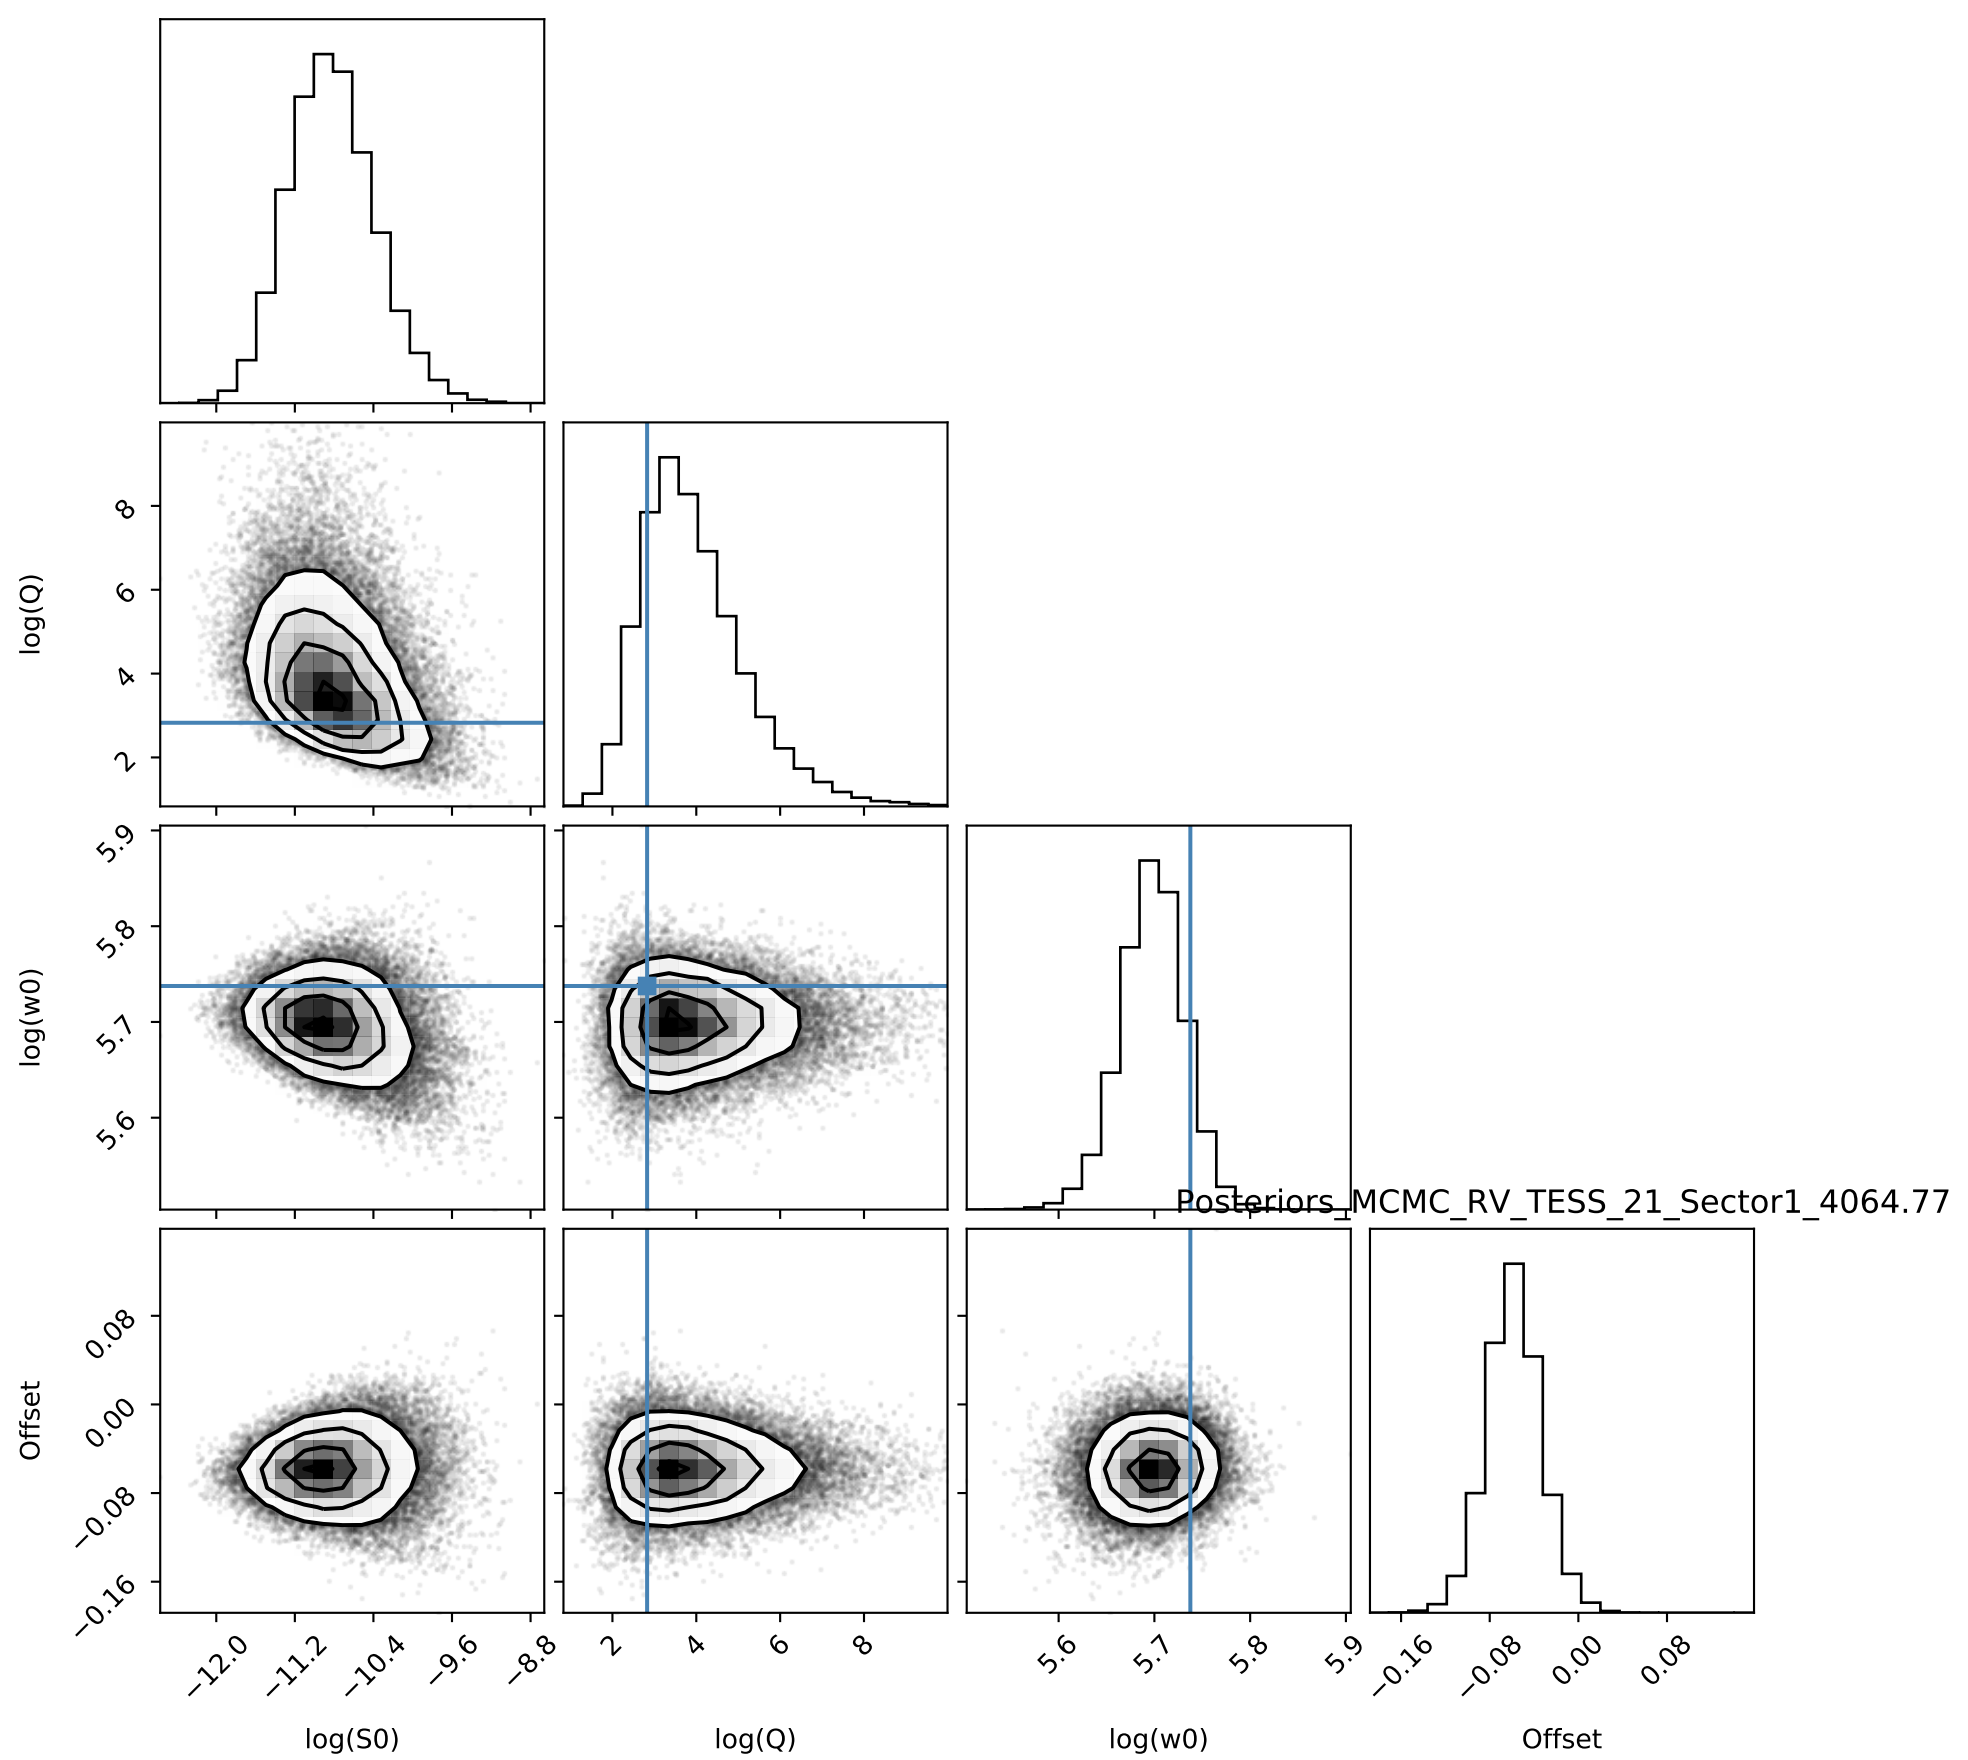 log(Q)
8
6
4
2
log(w0)
5.9
5.8
5.7
5.6
Posteriors_MCMC_RV_TESS_21_Sector1_4064.77
Offset
0.08
0.00
−0.08
−0.16
−12.0 −11.2 −10.4 −9.6 −8.8 2 4 6 8 5.6 5.7 5.8 5.9 −0.16 −0.08 0.00 0.08
log(S0) log(Q) log(w0) Offset